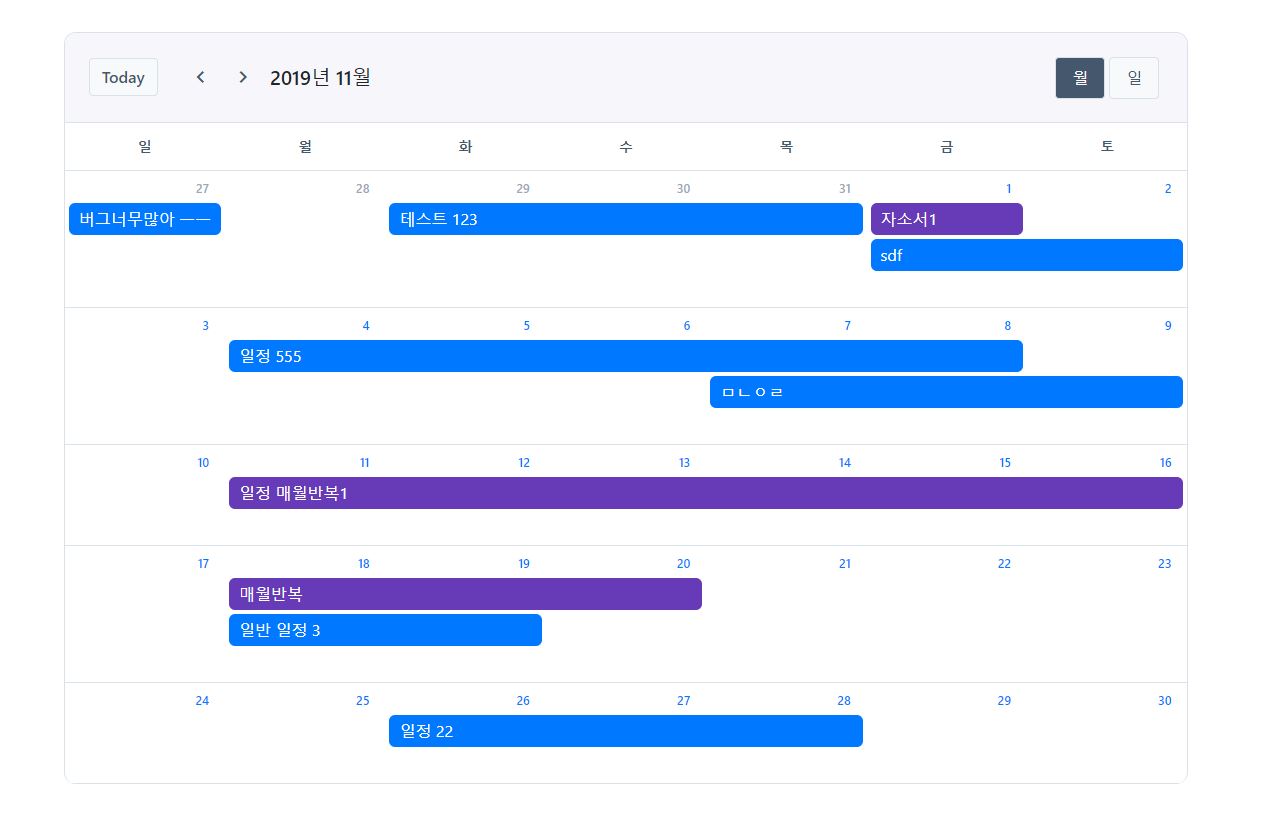 Today 2019년 11월 월 일
일 월 화 수 목 금 토
27 28 29 30 31 1 2
버그너무많아 ㅡㅡ 테스트 123 자소서1
sdf
3 4 5 6 7 8 9
일정 555
ㅁㄴㅇㄹ
10 11 12 13 14 15 16
일정 매월반복1
17 18 19 20 21 22 23
매월반복
일반 일정 3
24 25 26 27 28 29 30
일정 22